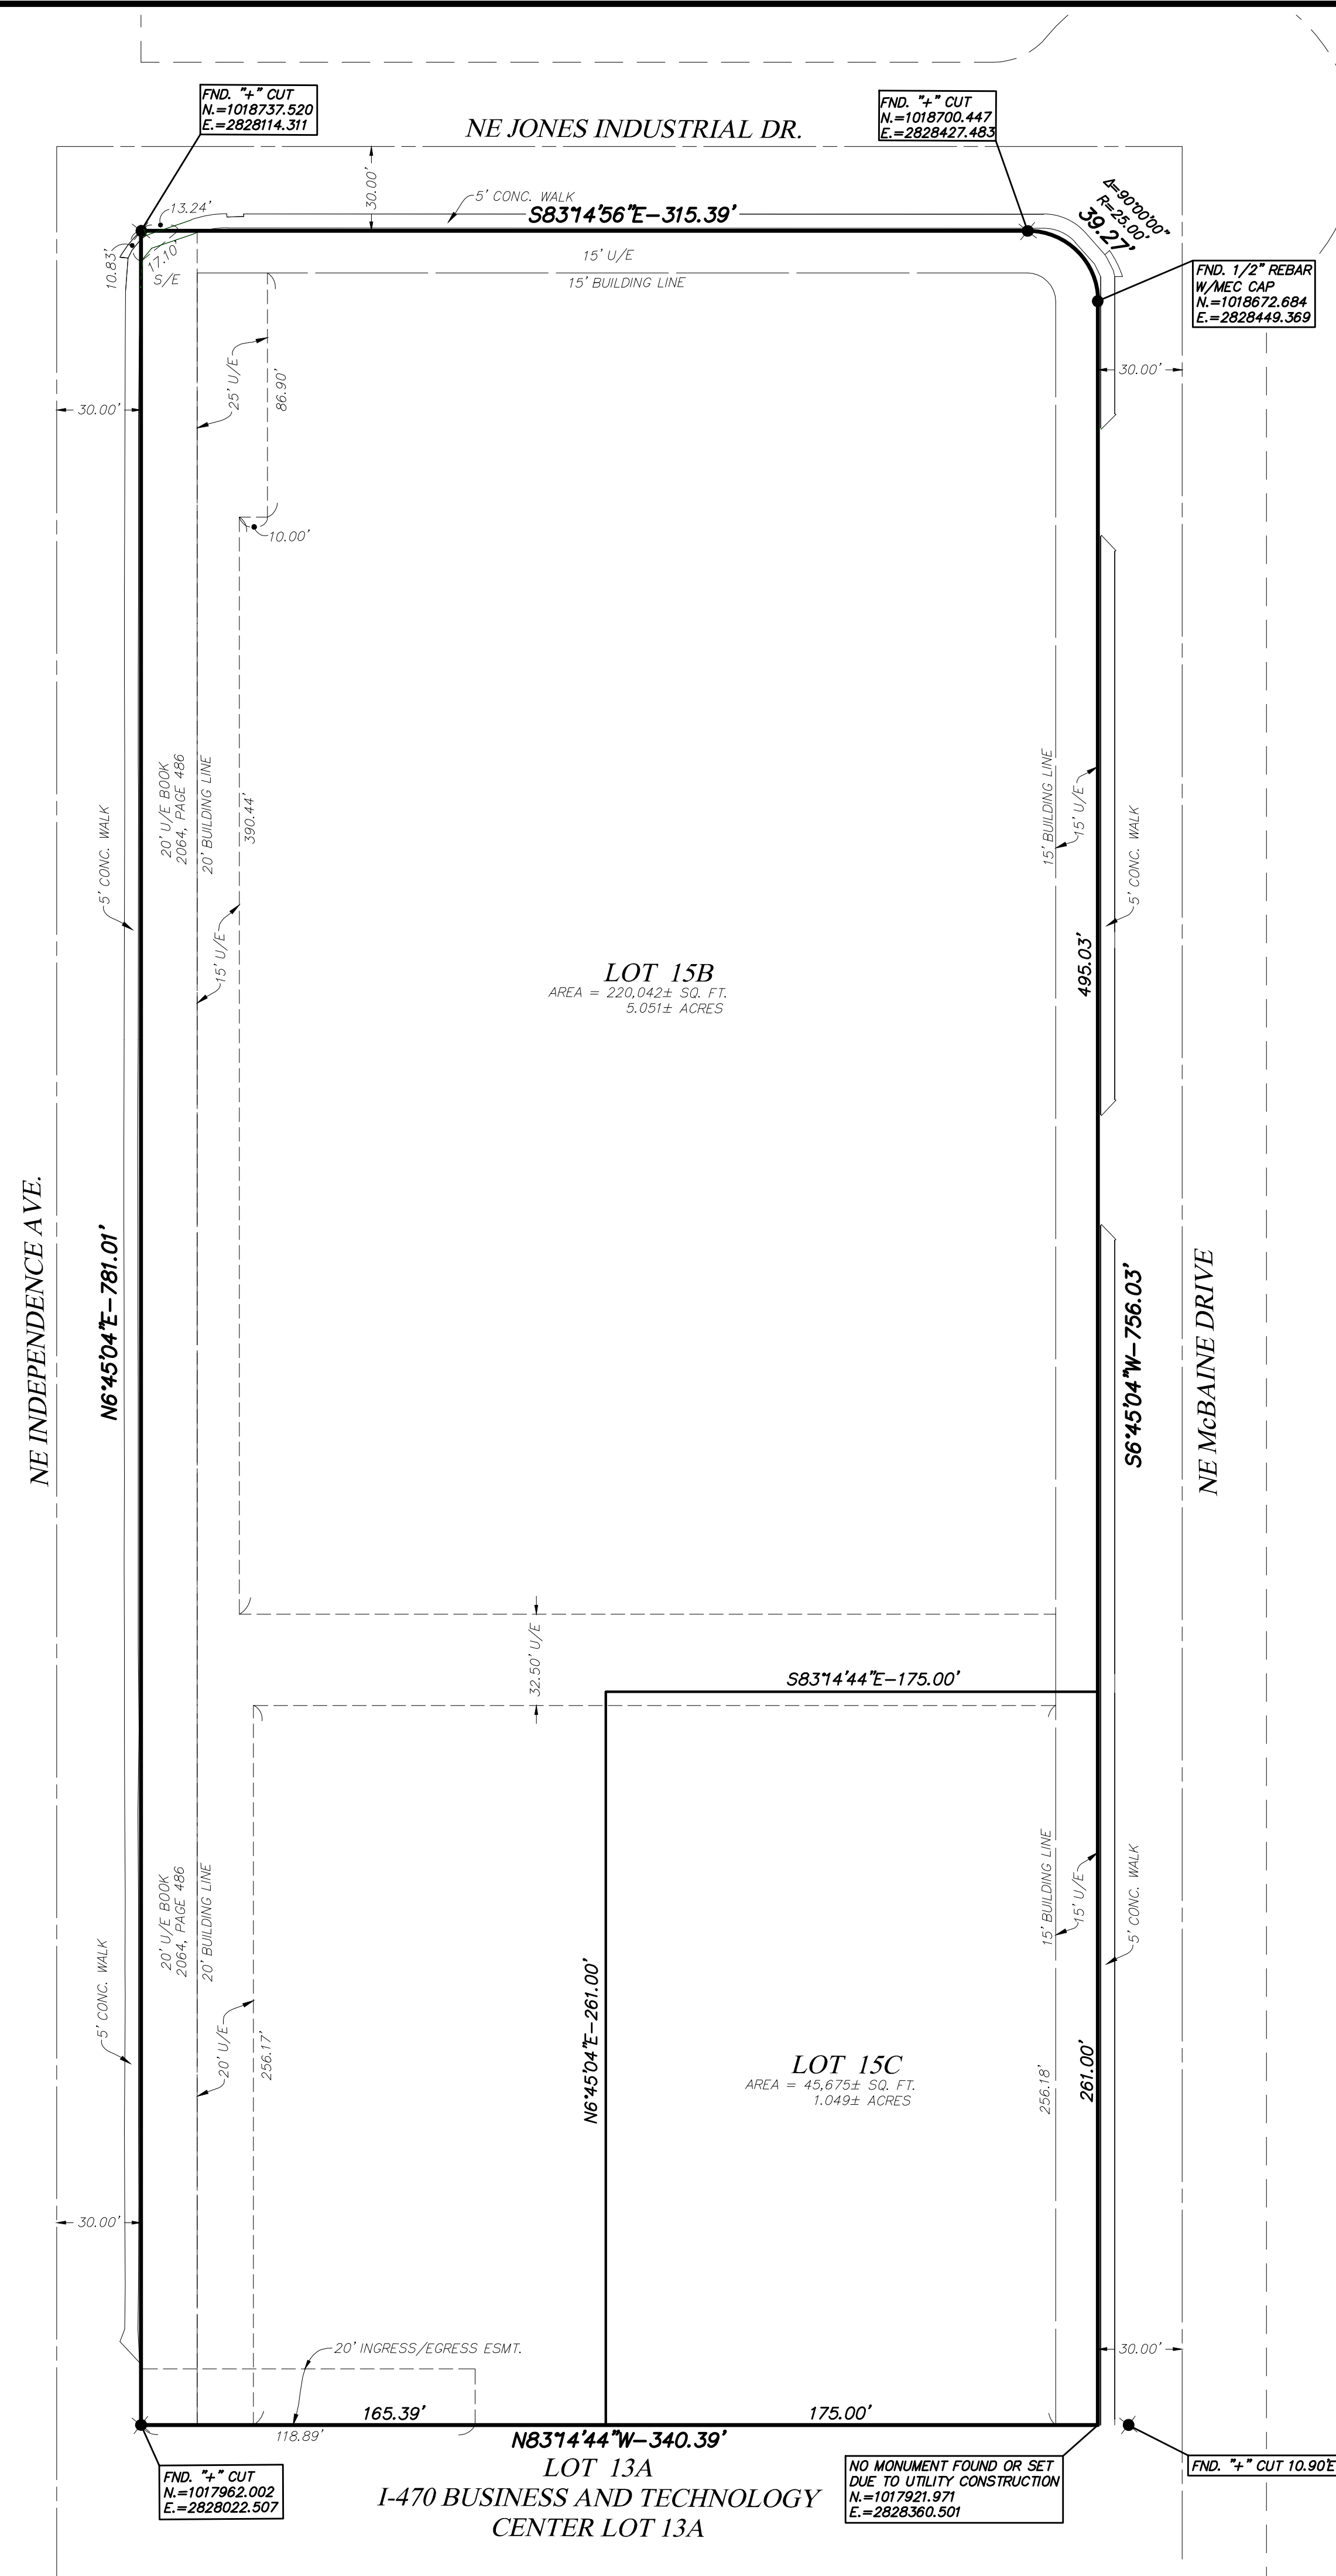 FND. "+" CUT
N.=1018737.520
E.=2828114.311
FND. "+" CUT
N.=1018700.447
E.=2828427.483
NE JONES INDUSTRIAL DR.
30.00'
13.24'
5' CONC. WALK
S83°14'56"E-315.39'
Δ=90°00'00"
R=25.00'
39.27'
10.83'
17.10'
S/E
15' U/E
15' BUILDING LINE
FND. 1/2" REBAR
W/MEC CAP
N.=1018672.684
E.=2828449.369
30.00'
30.00'
25' U/E
86.90'
10.00'
20' U/E BOOK
2064, PAGE 486
20' BUILDING LINE
390.44'
15' BUILDING LINE
15' U/E
5' CONC. WALK
5' CONC. WALK
15' U/E
495.03'
LOT 15B
AREA = 220,042± SQ. FT.
5.051± ACRES
NE INDEPENDENCE AVE.
N6°45'04"E-781.01'
S6°45'04"W-756.03'
NE McBAINE DRIVE
32.50' U/E
S83°14'44"E-175.00'
20' U/E BOOK
2064, PAGE 486
20' BUILDING LINE
15' BUILDING LINE
15' U/E
5' CONC. WALK
5' CONC. WALK
20' U/E
256.17'
N6°45'04"E-261.00'
LOT 15C
AREA = 45,675± SQ. FT.
1.049± ACRES
256.18'
261.00'
30.00'
20' INGRESS/EGRESS ESMT.
30.00'
165.39'
175.00'
118.89'
N83°14'44"W-340.39'
LOT 13A
I-470 BUSINESS AND TECHNOLOGY
CENTER LOT 13A
FND. "+" CUT
N.=1017962.002
E.=2828022.507
NO MONUMENT FOUND OR SET
DUE TO UTILITY CONSTRUCTION
N.=1017921.971
E.=2828360.501
FND. "+" CUT 10.90'E